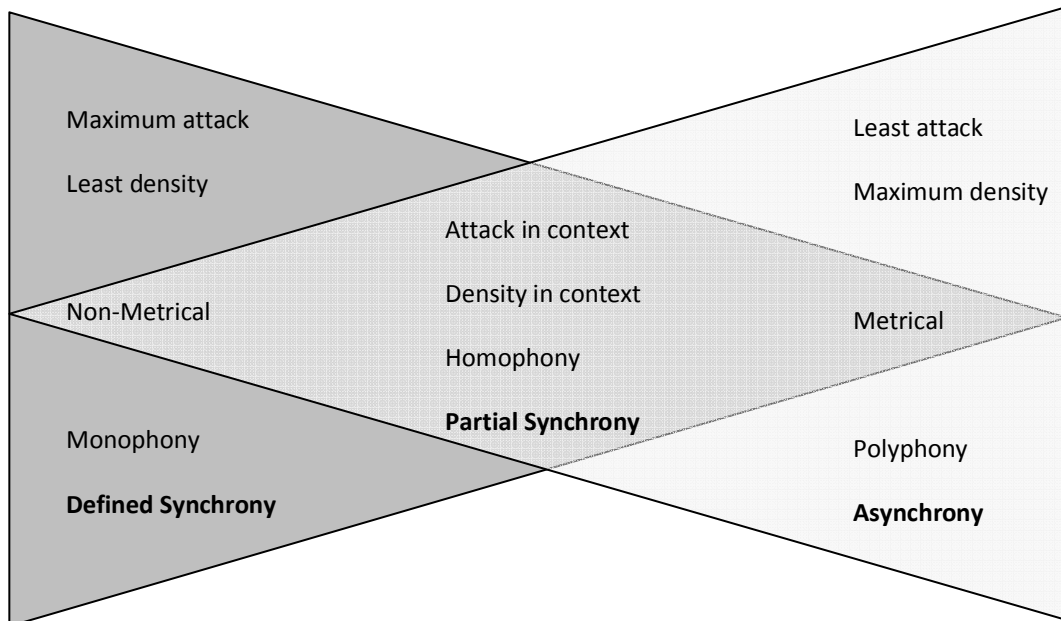 Maximum attack
Least density
Non-Metrical
Monophony
Defined Synchrony
Attack in context
Density in context
Homophony
Partial Synchrony
Least attack
Maximum density
Metrical
Polyphony
Asynchrony